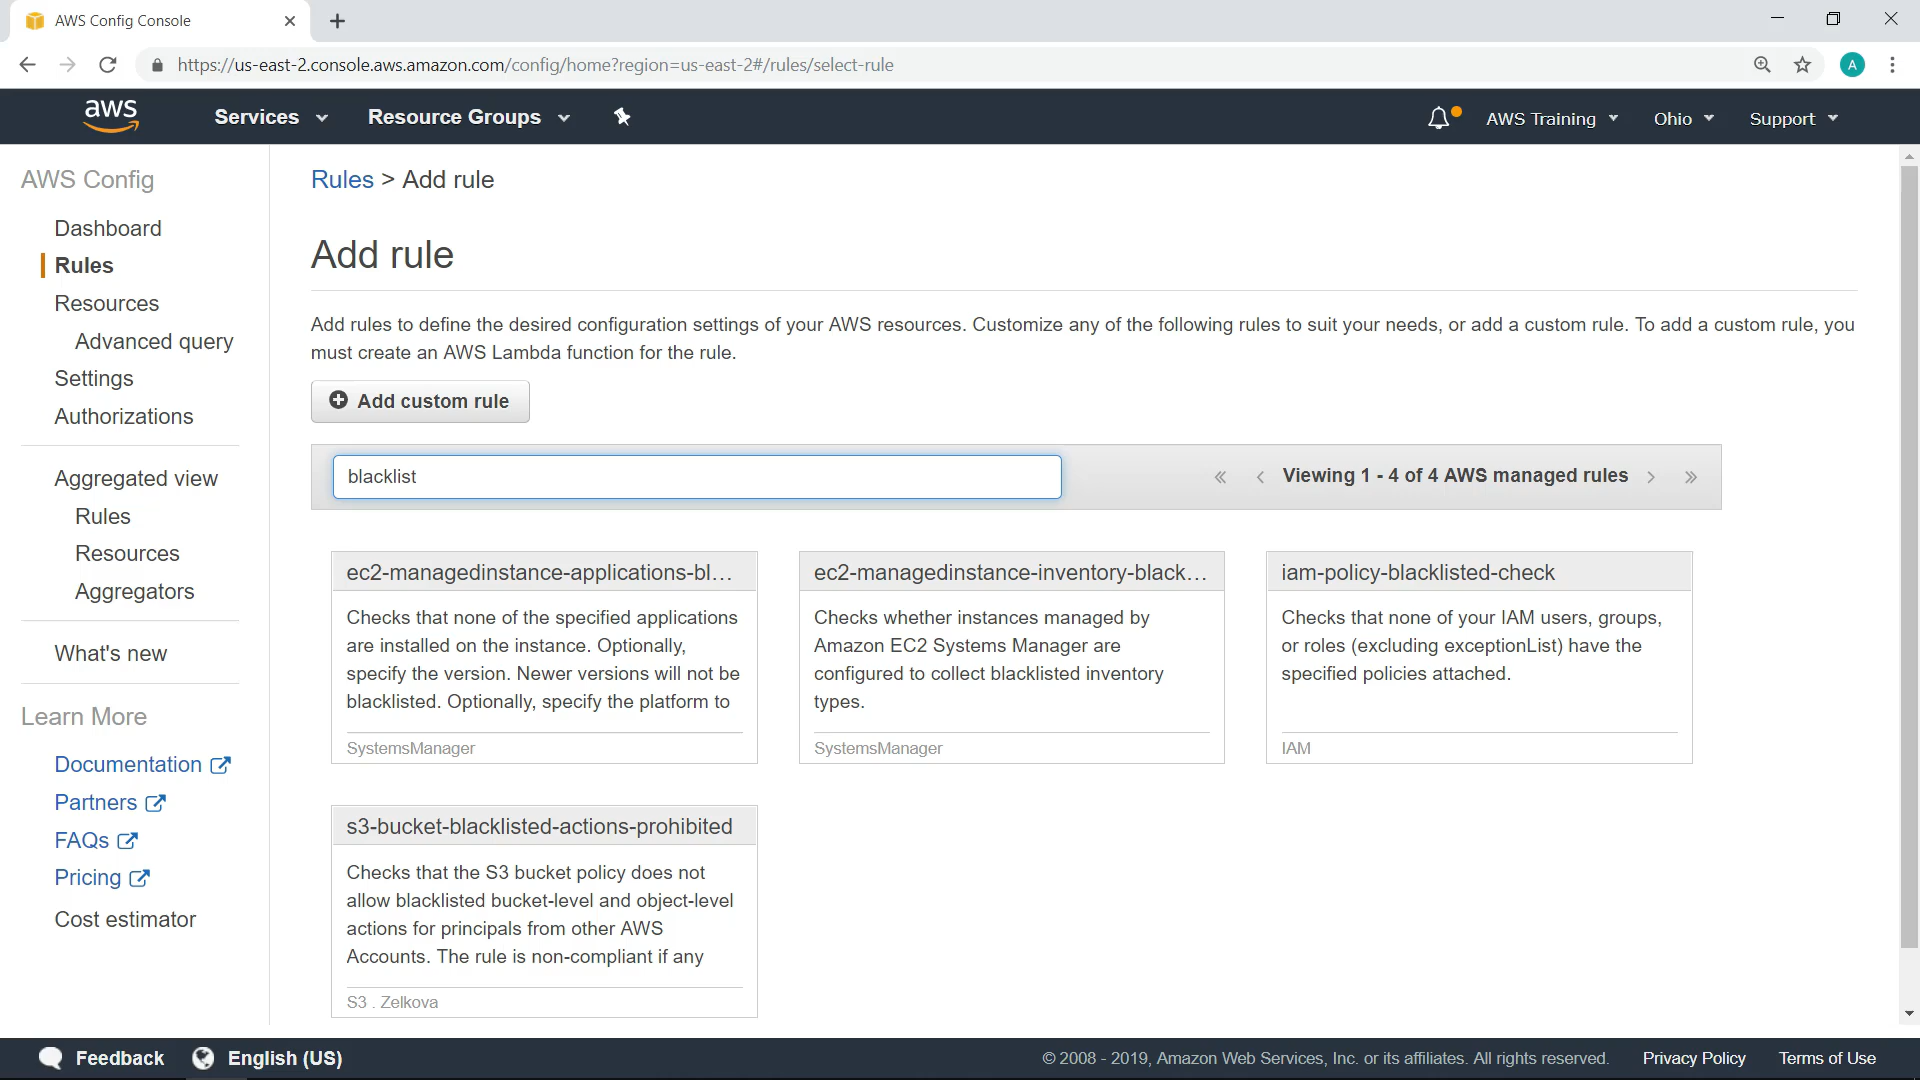 AWS Config Console
https://us-east-2.console.aws.amazon.com/config/home?region=us-east-2#/rules/select-rule
A
aws
Services
Resource Groups
AWS Training
Ohio
Support
AWS Config
Dashboard
Rules
Resources
Advanced query
Settings
Authorizations
Aggregated view
Rules
Resources
Aggregators
What's new
Learn More
Documentation
Partners
FAQs
Pricing
Cost estimator
Rules > Add rule
Add rule
Add rules to define the desired configuration settings of your AWS resources. Customize any of the following rules to suit your needs, or add a custom rule. To add a custom rule, you
must create an AWS Lambda function for the rule.
Add custom rule
blacklist
« ‹ Viewing 1 - 4 of 4 AWS managed rules › »
ec2-managedinstance-applications-bl...
Checks that none of the specified applications
are installed on the instance. Optionally,
specify the version. Newer versions will not be
blacklisted. Optionally, specify the platform to
SystemsManager
ec2-managedinstance-inventory-black...
Checks whether instances managed by
Amazon EC2 Systems Manager are
configured to collect blacklisted inventory
types.
SystemsManager
iam-policy-blacklisted-check
Checks that none of your IAM users, groups,
or roles (excluding exceptionList) have the
specified policies attached.
IAM
s3-bucket-blacklisted-actions-prohibited
Checks that the S3 bucket policy does not
allow blacklisted bucket-level and object-level
actions for principals from other AWS
Accounts. The rule is non-compliant if any
S3 . Zelkova
Feedback
English (US)
© 2008 - 2019, Amazon Web Services, Inc. or its affiliates. All rights reserved.
Privacy Policy
Terms of Use